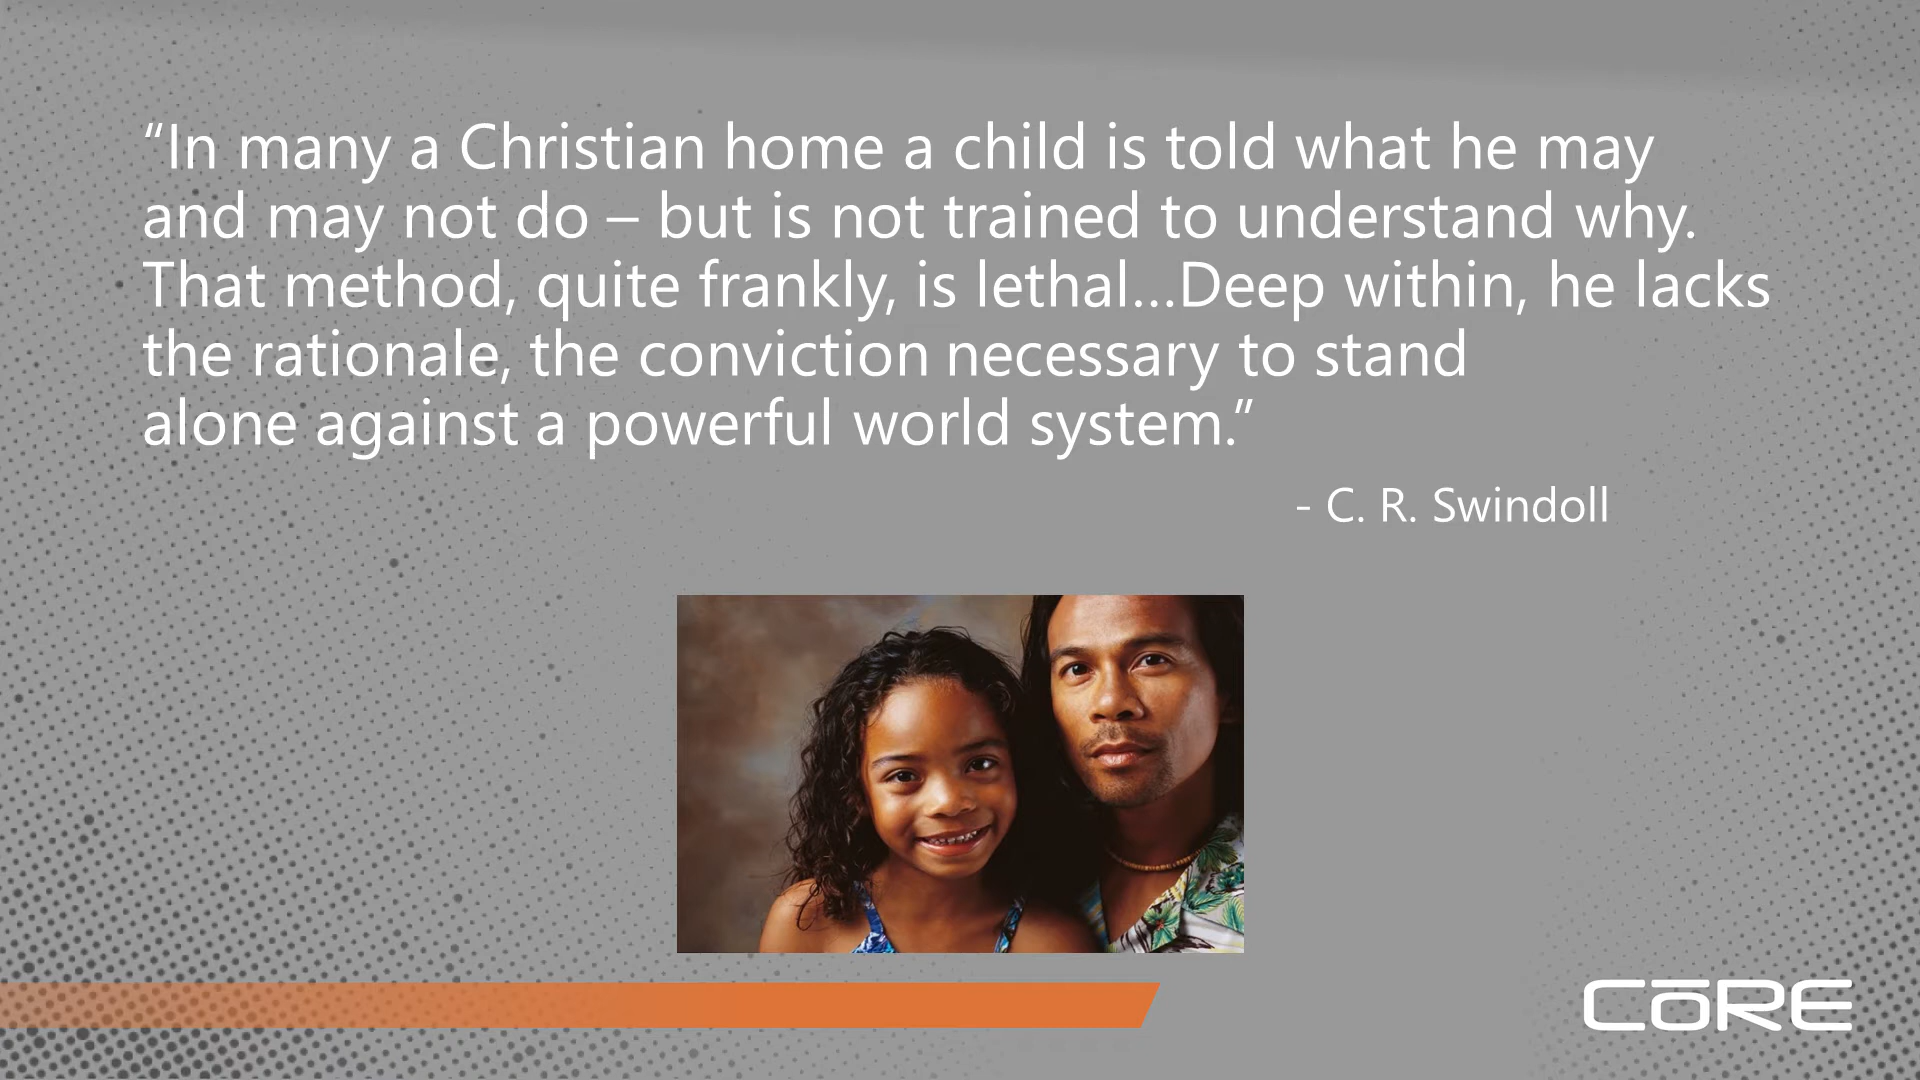 “In many a Christian home a child is told what he may
and may not do – but is not trained to understand why.
That method, quite frankly, is lethal…Deep within, he lacks
the rationale, the conviction necessary to stand
alone against a powerful world system.”
- C. R. Swindoll
CōRE